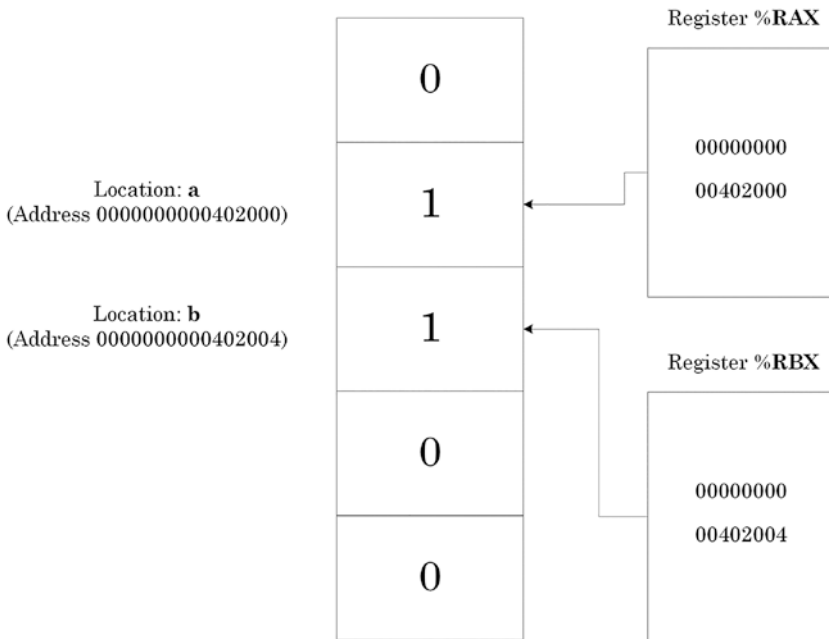 Register %RAX
0
00000000
00402000
Location: a
(Address 0000000000402000)
1
Location: b
(Address 0000000000402004)
1
Register %RBX
0
00000000
00402004
0